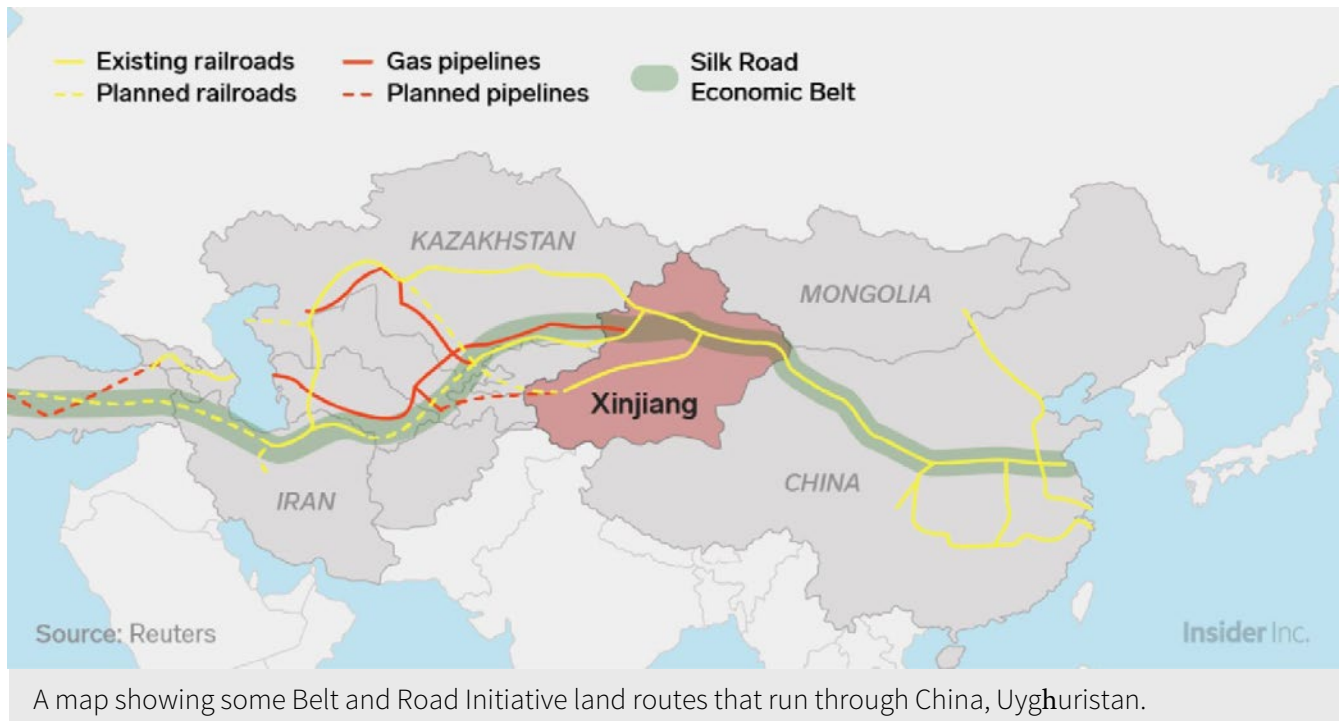 Existing railroads
Planned railroads
Gas pipelines
Planned pipelines
Silk Road
Economic Belt
KAZAKHSTAN
MONGOLIA
Xinjiang
CHINA
IRAN
Source: Reuters
Insider Inc.
A map showing some Belt and Road Initiative land routes that run through China, Uyghuristan.